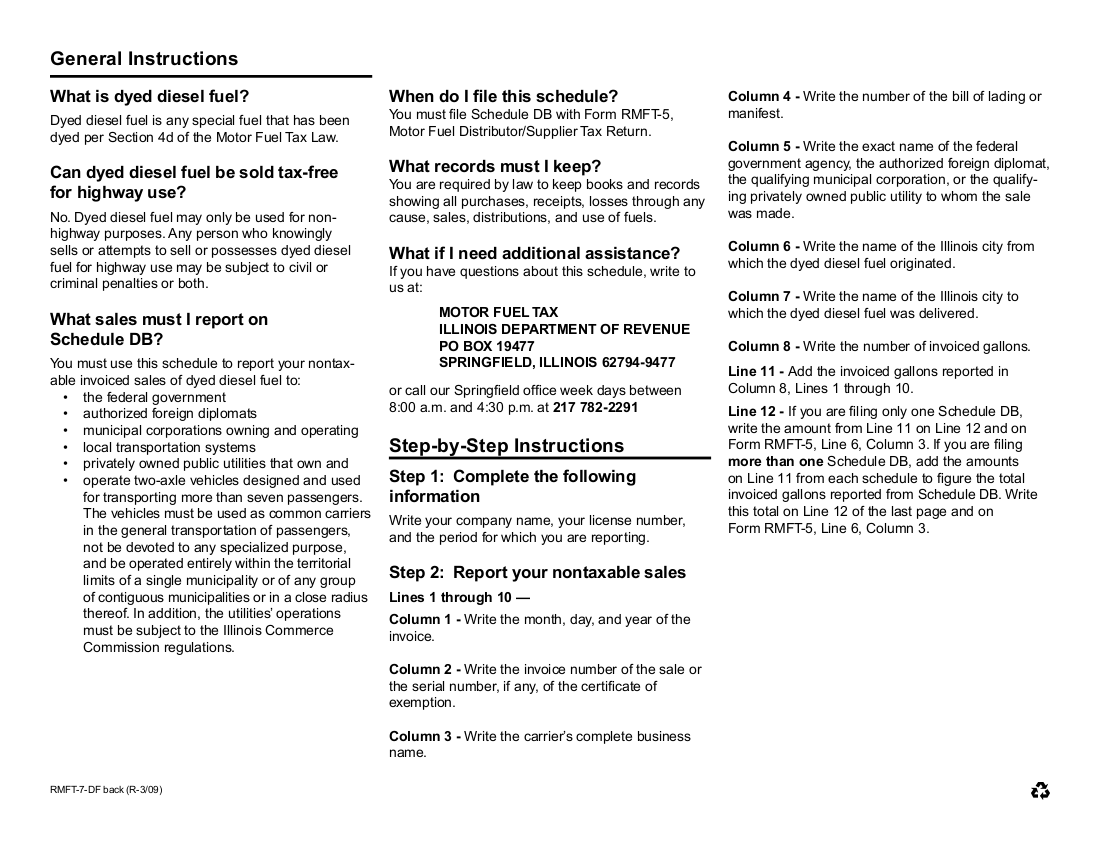 General Instructions
What is dyed diesel fuel?
Dyed diesel fuel is any special fuel that has been
dyed per Section 4d of the Motor Fuel Tax Law.
Can dyed diesel fuel be sold tax-free
for highway use?
No. Dyed diesel fuel may only be used for non-
highway purposes. Any person who knowingly
sells or attempts to sell or possesses dyed diesel
fuel for highway use may be subject to civil or
criminal penalties or both.
What sales must I report on
Schedule DB?
You must use this schedule to report your nontax-
able invoiced sales of dyed diesel fuel to:
• the federal government
• authorized foreign diplomats
• municipal corporations owning and operating
• local transportation systems
• privately owned public utilities that own and
• operate two-axle vehicles designed and used
for transporting more than seven passengers.
The vehicles must be used as common carriers
in the general transportation of passengers,
not be devoted to any specialized purpose,
and be operated entirely within the territorial
limits of a single municipality or of any group
of contiguous municipalities or in a close radius
thereof. In addition, the utilities' operations
must be subject to the Illinois Commerce
Commission regulations.
When do I file this schedule?
You must file Schedule DB with Form RMFT-5,
Motor Fuel Distributor/Supplier Tax Return.
What records must I keep?
You are required by law to keep books and records
showing all purchases, receipts, losses through any
cause, sales, distributions, and use of fuels.
What if I need additional assistance?
If you have questions about this schedule, write to
us at:
MOTOR FUEL TAX
ILLINOIS DEPARTMENT OF REVENUE
PO BOX 19477
SPRINGFIELD, ILLINOIS 62794-9477
or call our Springfield office week days between
8:00 a.m. and 4:30 p.m. at 217 782-2291
Step-by-Step Instructions
Step 1: Complete the following
information
Write your company name, your license number,
and the period for which you are reporting.
Step 2: Report your nontaxable sales
Lines 1 through 10 —
Column 1 - Write the month, day, and year of the
invoice.
Column 2 - Write the invoice number of the sale or
the serial number, if any, of the certificate of
exemption.
Column 3 - Write the carrier's complete business
name.
Column 4 - Write the number of the bill of lading or
manifest.
Column 5 - Write the exact name of the federal
government agency, the authorized foreign diplomat,
the qualifying municipal corporation, or the qualify-
ing privately owned public utility to whom the sale
was made.
Column 6 - Write the name of the Illinois city from
which the dyed diesel fuel originated.
Column 7 - Write the name of the Illinois city to
which the dyed diesel fuel was delivered.
Column 8 - Write the number of invoiced gallons.
Line 11 - Add the invoiced gallons reported in
Column 8, Lines 1 through 10.
Line 12 - If you are filing only one Schedule DB,
write the amount from Line 11 on Line 12 and on
Form RMFT-5, Line 6, Column 3. If you are filing
more than one Schedule DB, add the amounts
on Line 11 from each schedule to figure the total
invoiced gallons reported from Schedule DB. Write
this total on Line 12 of the last page and on
Form RMFT-5, Line 6, Column 3.
RMFT-7-DF back (R-3/09)